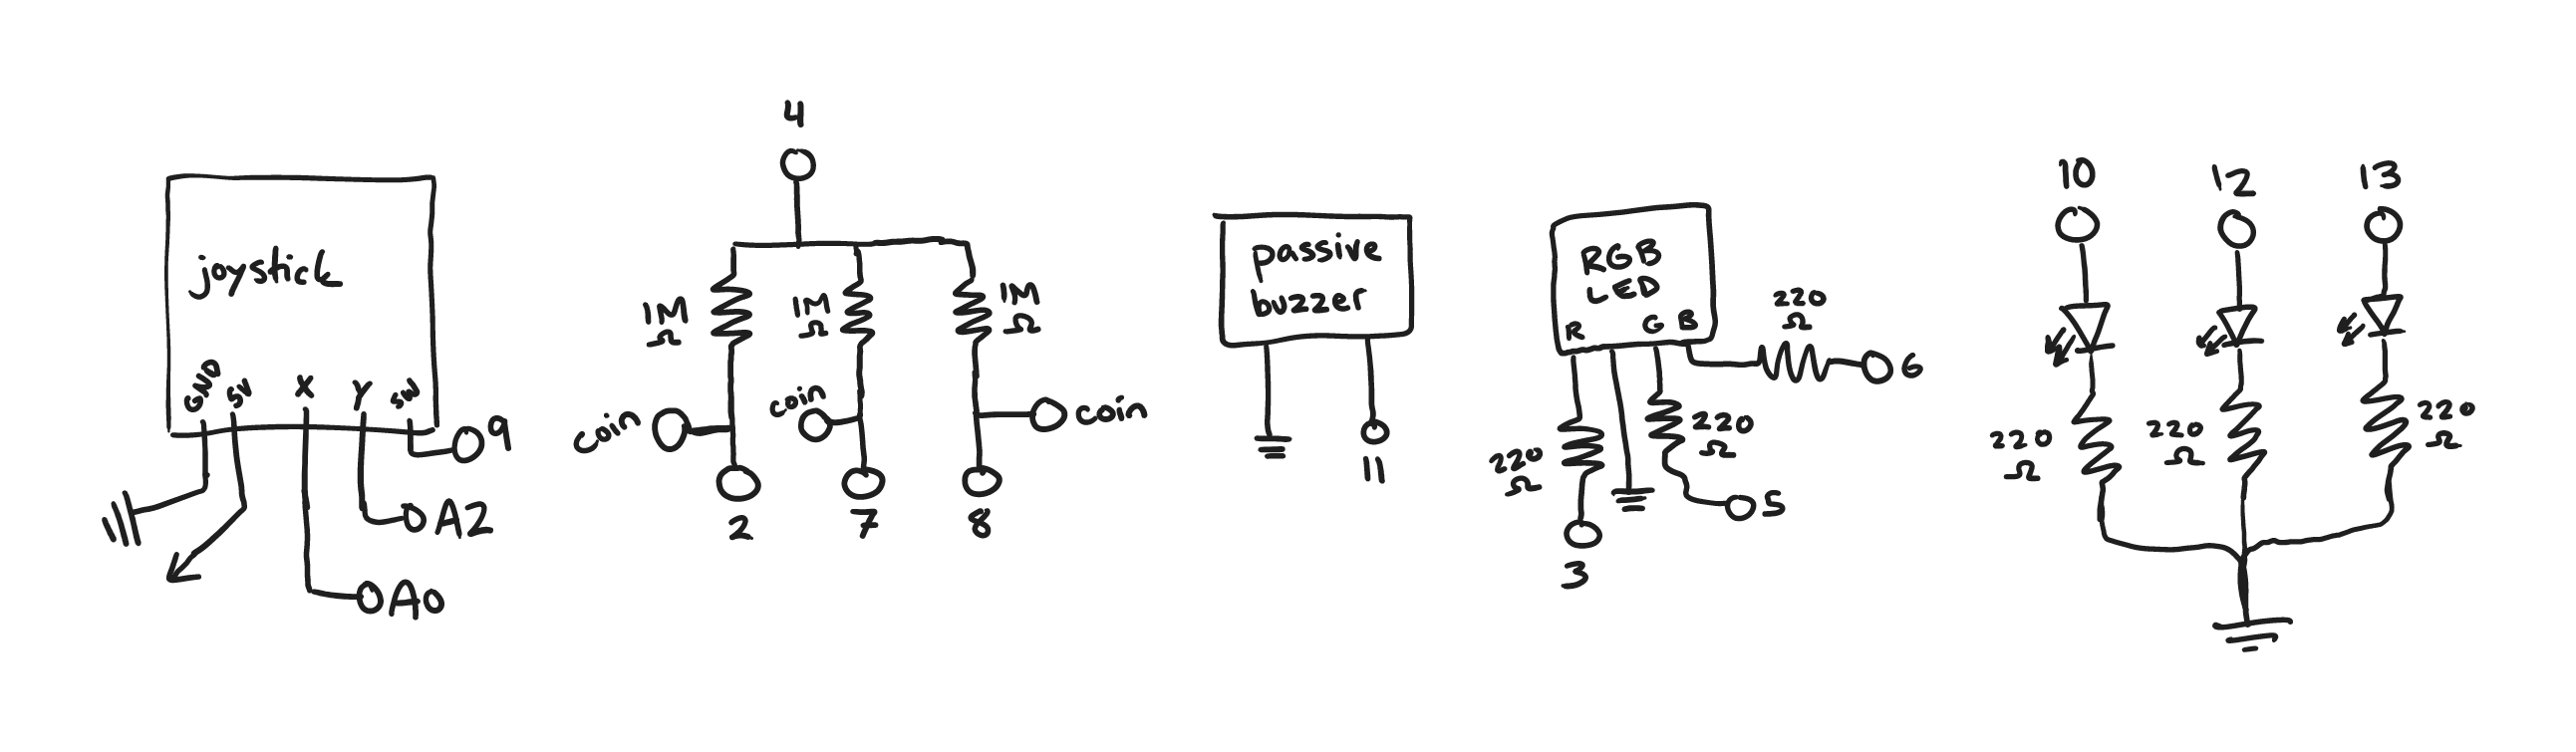 joystick
GND
5V
X
Y
SW
9
A2
A0
4
1M
Ω
1M
Ω
1M
Ω
coin
coin
coin
2
7
8
passive
buzzer
11
RGB
LED
R
G
B
220
Ω
6
220
Ω
5
220
Ω
3
10
12
13
220
Ω
220
Ω
220
Ω